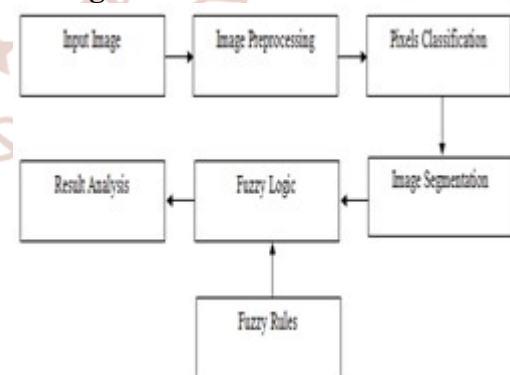 Input Image
Image Preprocessing
Pixels Classification
Image Segmentation
Fuzzy Logic
Result Analysis
Fuzzy Rules